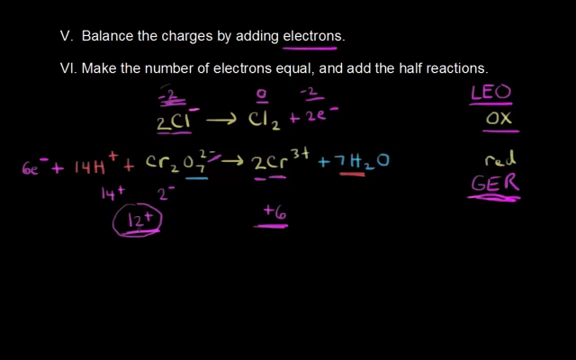 V. Balance the charges by adding electrons.
VI. Make the number of electrons equal, and add the half reactions.
-2 0 -2 LEO
2Cl⁻ → Cl₂ + 2e⁻ OX
6e⁻ + 14H⁺ + Cr₂O₇²⁻ → 2Cr³⁺ + 7H₂O red
14⁺ 2⁻ GER
12+ +6